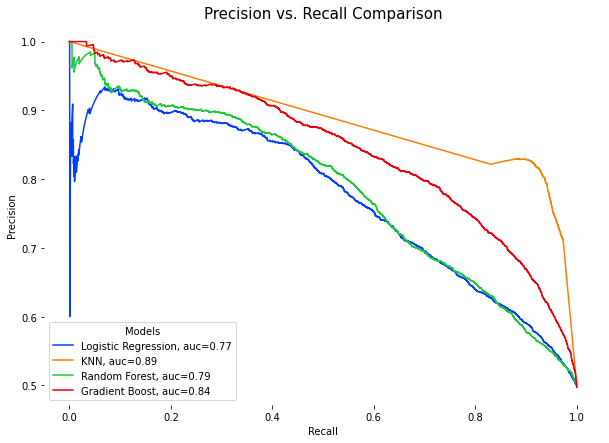 Precision vs. Recall Comparison
1.0
0.9
0.8
0.7
0.6
0.5
Precision
Models
Logistic Regression, auc=0.77
KNN, auc=0.89
Random Forest, auc=0.79
Gradient Boost, auc=0.84
0.0 0.2 0.4 0.6 0.8 1.0
Recall